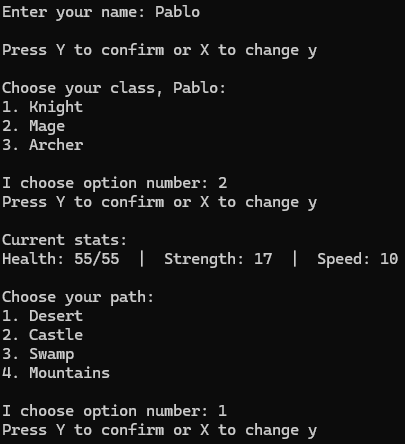 Enter your name: Pablo
Press Y to confirm or X to change y
Choose your class, Pablo:
1. Knight
2. Mage
3. Archer
I choose option number: 2
Press Y to confirm or X to change y
Current stats:
Health: 55/55  |  Strength: 17  |  Speed: 10
Choose your path:
1. Desert
2. Castle
3. Swamp
4. Mountains
I choose option number: 1
Press Y to confirm or X to change y